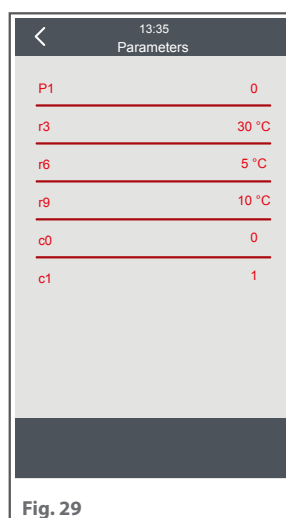 13:35
Parameters
P1 0
r3 30 °C
r6 5 °C
r9 10 °C
c0 0
c1 1
Fig. 29